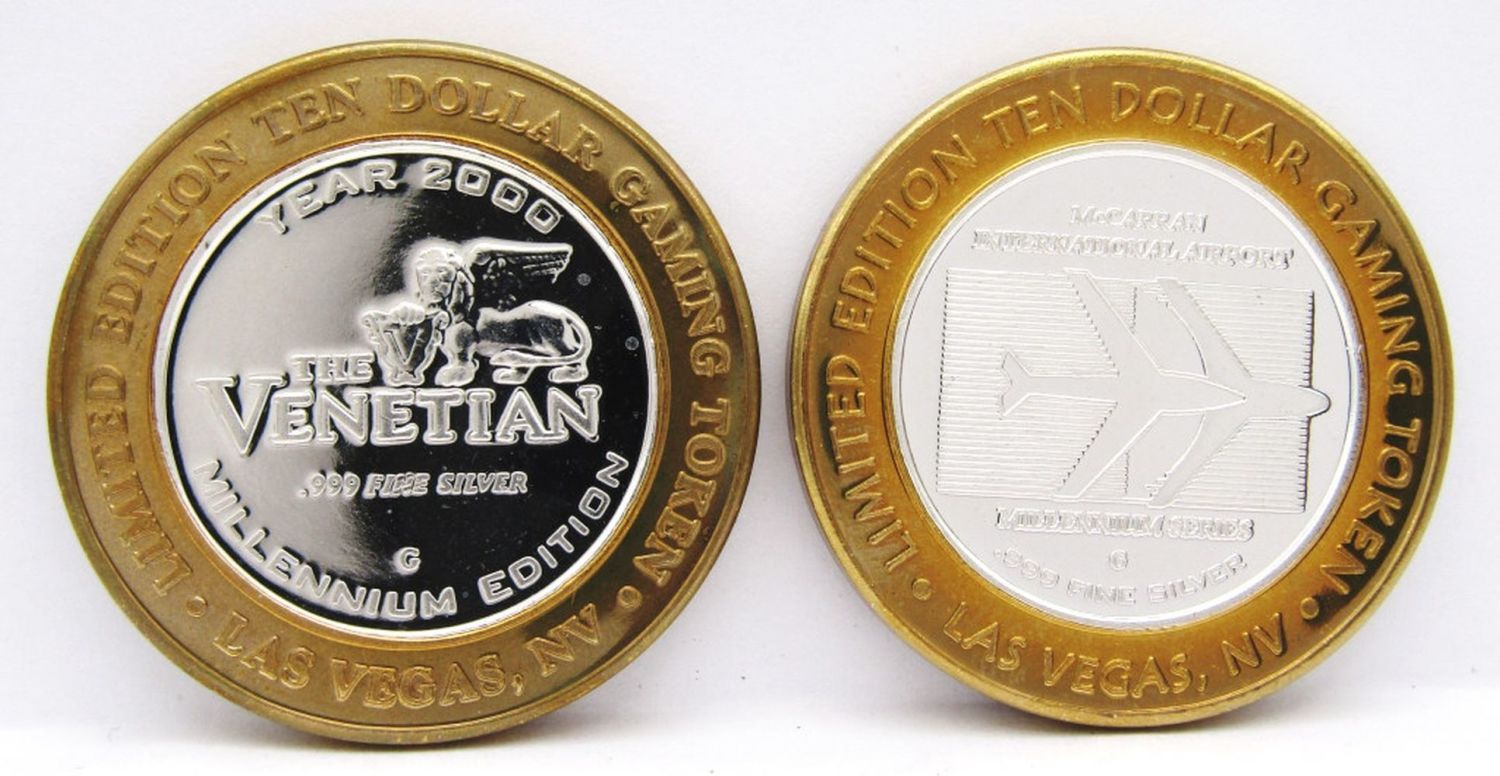 LIMITED EDITION TEN DOLLAR GAMING TOKEN
• LAS VEGAS, NV •
YEAR 2000
V
THE
VENETIAN
.999 FINE SILVER
G
MILLENNIUM EDITION
LIMITED EDITION TEN DOLLAR GAMING TOKEN
• LAS VEGAS, NV •
McCARRAN
INTERNATIONAL AIRPORT
MILLENNIUM SERIES
G
.999 FINE SILVER